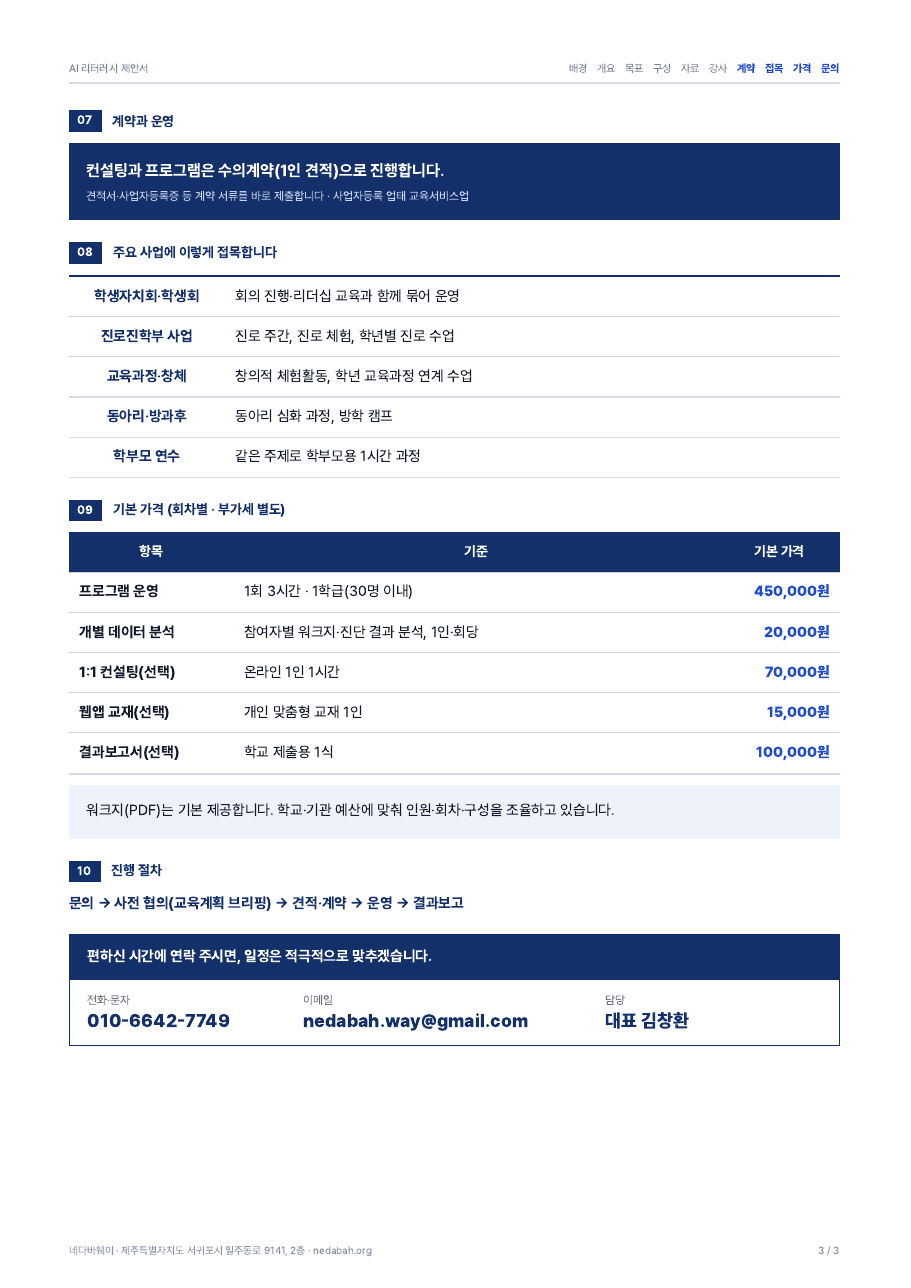 AI 리터러시 제안서
배경 개요 목표 구성 자료 강사 계약 접목 가격 문의
07 계약과 운영
컨설팅과 프로그램은 수의계약(1인 견적)으로 진행합니다.
견적서·사업자등록증 등 계약 서류를 바로 제출합니다 · 사업자등록 업태 교육서비스업
08 주요 사업에 이렇게 접목합니다
학생자치회·학생회 회의 진행·리더십 교육과 함께 묶어 운영
진로진학부 사업 진로 주간, 진로 체험, 학년별 진로 수업
교육과정·창체 창의적 체험활동, 학년 교육과정 연계 수업
동아리·방과후 동아리 심화 과정, 방학 캠프
학부모 연수 같은 주제로 학부모용 1시간 과정
09 기본 가격 (회차별 · 부가세 별도)
항목 기준 기본 가격
프로그램 운영 1회 3시간 · 1학급(30명 이내) 450,000원
개별 데이터 분석 참여자별 워크지·진단 결과 분석, 1인·회당 20,000원
1:1 컨설팅(선택) 온라인 1인 1시간 70,000원
웹앱 교재(선택) 개인 맞춤형 교재 1인 15,000원
결과보고서(선택) 학교 제출용 1식 100,000원
워크지(PDF)는 기본 제공합니다. 학교·기관 예산에 맞춰 인원·회차·구성을 조율하고 있습니다.
10 진행 절차
문의 → 사전 협의(교육계획 브리핑) → 견적·계약 → 운영 → 결과보고
편하신 시간에 연락 주시면, 일정은 적극적으로 맞추겠습니다.
전화·문자 이메일 담당
010-6642-7749 nedabah.way@gmail.com 대표 김창환
네다바웨이 · 제주특별자치도 서귀포시 일주동로 9141, 2층 · nedabah.org
3 / 3